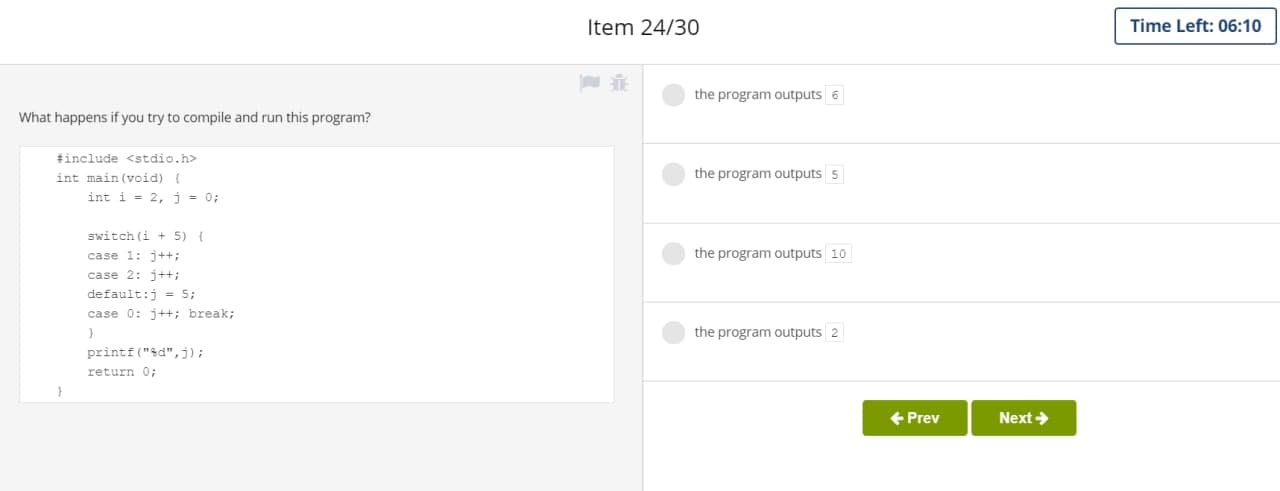 Item 24/30
Time Left: 06:10
What happens if you try to compile and run this program?
#include <stdio.h>
int main(void) {
    int i = 2, j = 0;

    switch(i + 5) {
    case 1: j++;
    case 2: j++;
    default:j = 5;
    case 0: j++; break;
    }
    printf("%d",j);
    return 0;
}
the program outputs 6
the program outputs 5
the program outputs 10
the program outputs 2
← Prev
Next →